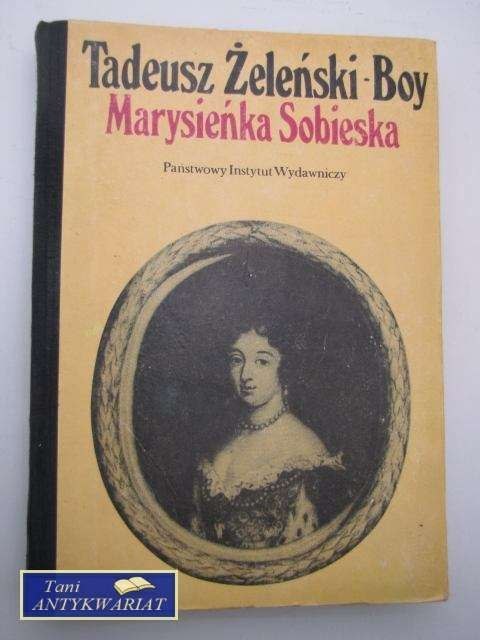 Tadeusz Żeleński-Boy
Marysieńka Sobieska
Państwowy Instytut Wydawniczy
Tani
ANTYKWARIAT